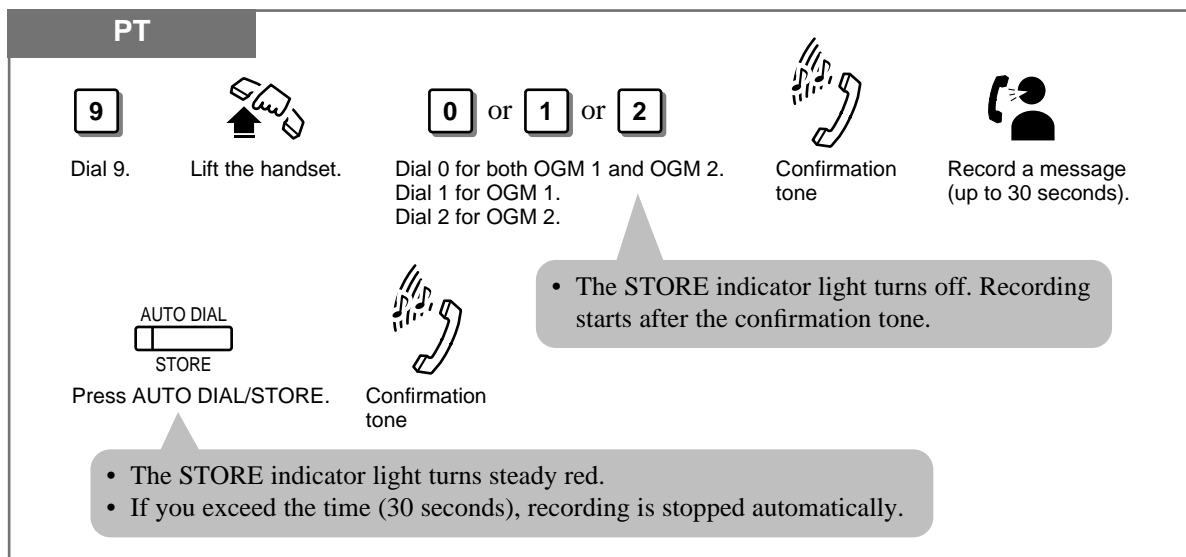 PT
9
0 or 1 or 2
Dial 9.
Lift the handset.
Dial 0 for both OGM 1 and OGM 2.
Dial 1 for OGM 1.
Dial 2 for OGM 2.
Confirmation
tone
Record a message
(up to 30 seconds).
• The STORE indicator light turns off. Recording
starts after the confirmation tone.
AUTO DIAL
STORE
Press AUTO DIAL/STORE.
Confirmation
tone
• The STORE indicator light turns steady red.
• If you exceed the time (30 seconds), recording is stopped automatically.